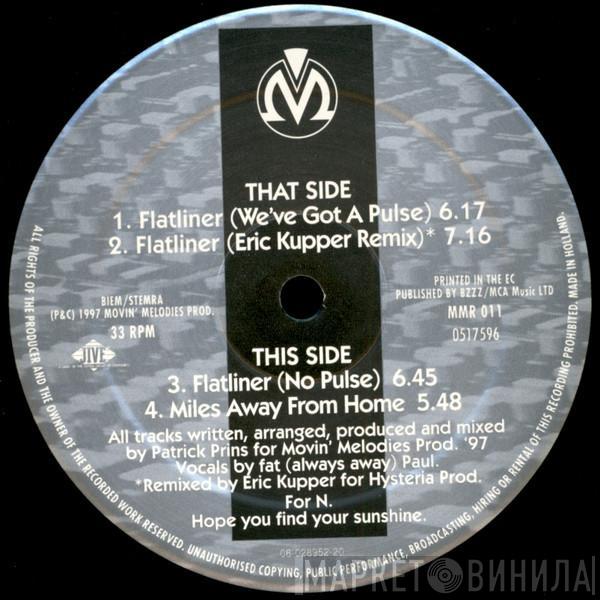 M
THAT SIDE
1. Flatliner (We've Got A Pulse) 6.17
2. Flatliner (Eric Kupper Remix)* 7.16
BIEM/STEMRA
(P&C) 1997 MOVIN' MELODIES PROD.
33 RPM
JIVE
PRINTED IN THE EC
PUBLISHED BY BZZZ/MCA Music LTD
MMR 011
0517596
THIS SIDE
3. Flatliner (No Pulse) 6.45
4. Miles Away From Home 5.48
All tracks written, arranged, produced and mixed
by Patrick Prins for Movin' Melodies Prod. '97
Vocals by fat (always away) Paul.
*Remixed by Eric Kupper for Hysteria Prod.
For N.
Hope you find your sunshine.
08-028952-20
ALL RIGHTS OF THE PRODUCER AND THE OWNER OF THE RECORDED WORK RESERVED. UNAUTHORISED COPYING, PUBLIC PERFORMANCE, BROADCASTING, HIRING OR RENTAL OF THIS RECORDING PROHIBITED. MADE IN HOLLAND.
МАРКЕТ ВИНИЛА